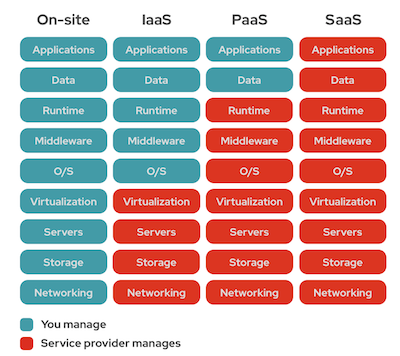 On-site IaaS PaaS SaaS
Applications Applications Applications Applications
Data Data Data Data
Runtime Runtime Runtime Runtime
Middleware Middleware Middleware Middleware
O/S O/S O/S O/S
Virtualization Virtualization Virtualization Virtualization
Servers Servers Servers Servers
Storage Storage Storage Storage
Networking Networking Networking Networking
You manage
Service provider manages